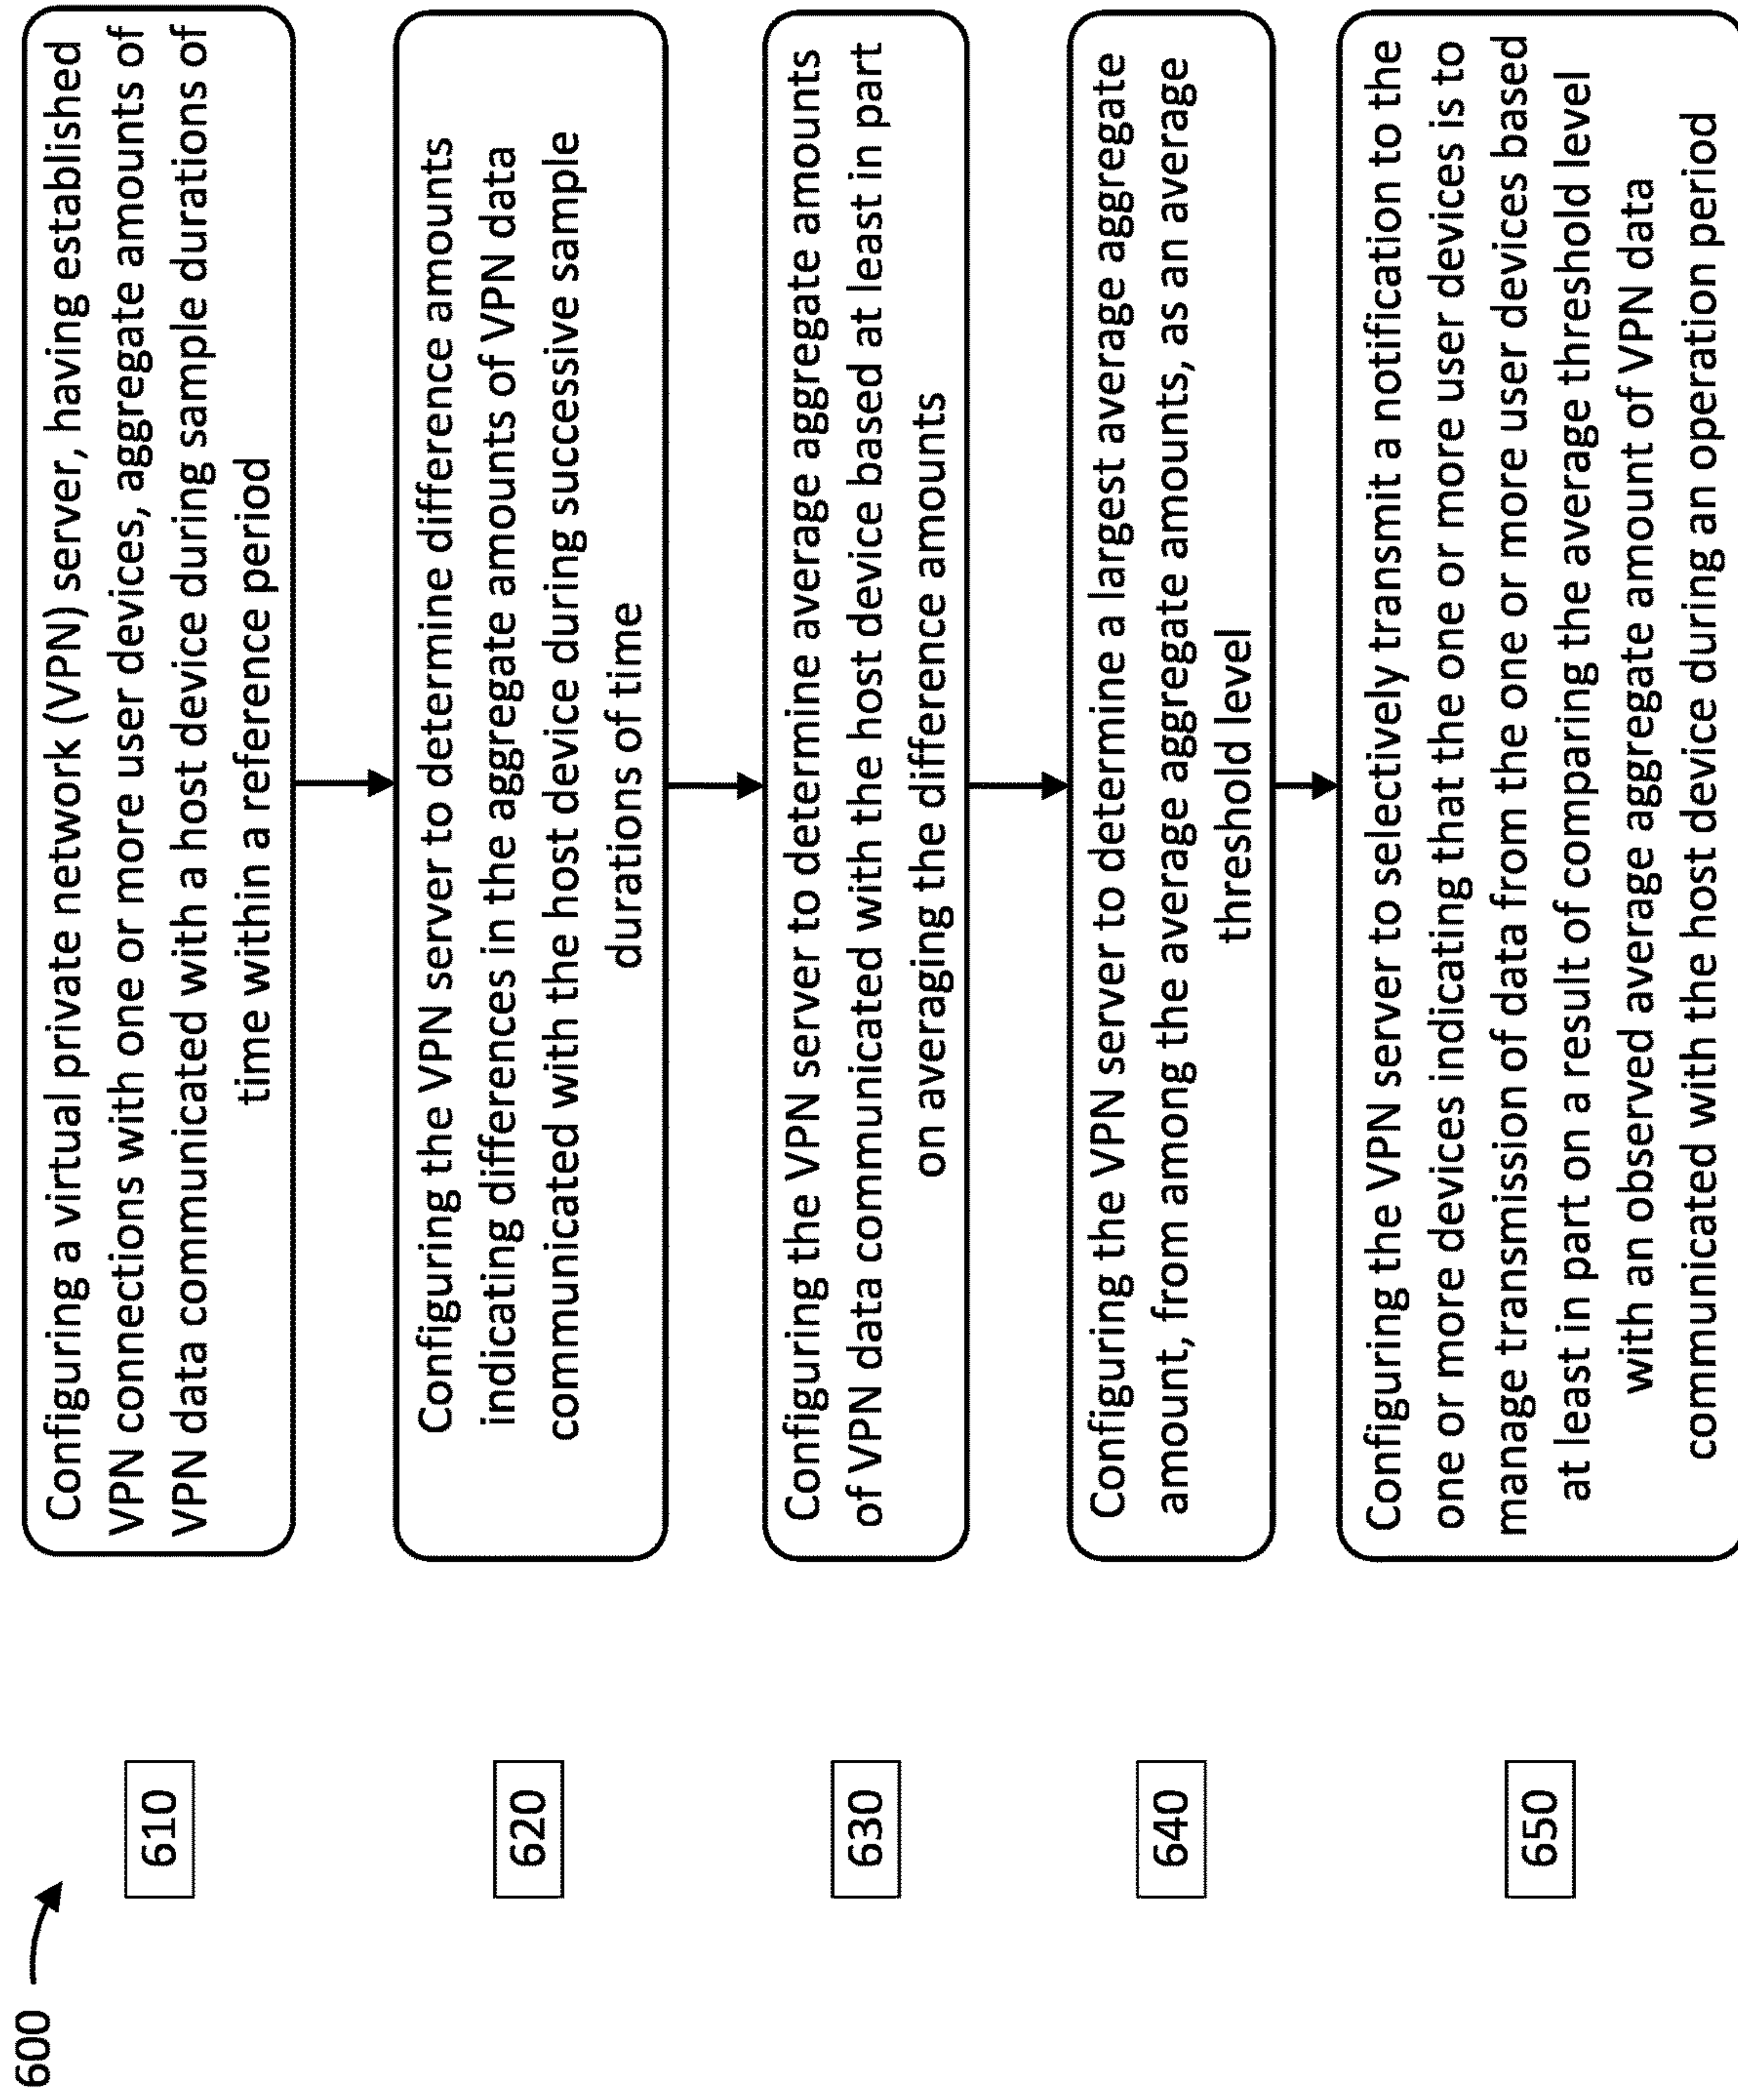 600
610
Configuring a virtual private network (VPN) server, having established
VPN connections with one or more user devices, aggregate amounts of
VPN data communicated with a host device during sample durations of
time within a reference period
620
Configuring the VPN server to determine difference amounts
indicating differences in the aggregate amounts of VPN data
communicated with the host device during successive sample
durations of time
630
Configuring the VPN server to determine average aggregate amounts
of VPN data communicated with the host device based at least in part
on averaging the difference amounts
640
Configuring the VPN server to determine a largest average aggregate
amount, from among the average aggregate amounts, as an average
threshold level
650
Configuring the VPN server to selectively transmit a notification to the
one or more devices indicating that the one or more user devices is to
manage transmission of data from the one or more user devices based
at least in part on a result of comparing the average threshold level
with an observed average aggregate amount of VPN data
communicated with the host device during an operation period